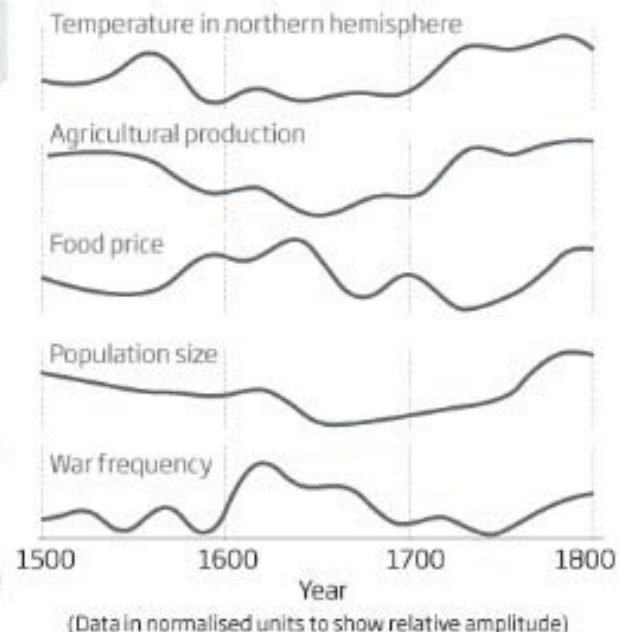 Temperature in northern hemisphere
Agricultural production
Food price
Population size
War frequency
1500 1600 1700 1800
Year
(Data in normalised units to show relative amplitude)